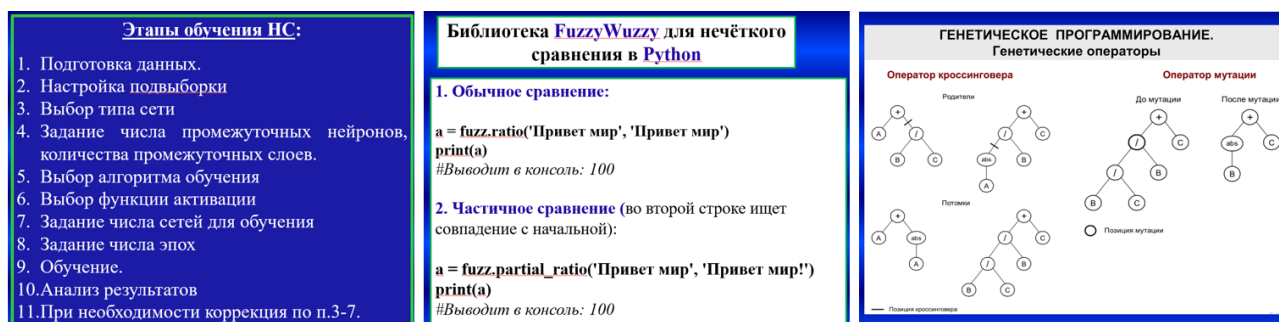 Этапы обучения НС:
1. Подготовка данных.
2. Настройка подвыборки
3. Выбор типа сети
4. Задание числа промежуточных нейронов,
количества промежуточных слоев.
5. Выбор алгоритма обучения
6. Выбор функции активации
7. Задание числа сетей для обучения
8. Задание числа эпох
9. Обучение.
10.Анализ результатов
11.При необходимости коррекция по п.3-7.
Библиотека FuzzyWuzzy для нечёткого
сравнения в Python
1. Обычное сравнение:
a = fuzz.ratio('Привет мир', 'Привет мир')
print(a)
#Выводит в консоль: 100
2. Частичное сравнение (во второй строке ищет
совпадение с начальной):
a = fuzz.partial_ratio('Привет мир', 'Привет мир!')
print(a)
#Выводит в консоль: 100
ГЕНЕТИЧЕСКОЕ ПРОГРАММИРОВАНИЕ.
Генетические операторы
Оператор кроссинговера
Оператор мутации
Родители
До мутации
После мутации
+ + + +
A / / C / C abs C
B C abs B / B B
A B C
Потомки
Позиция мутации
+ +
A abs / C
A / B
B C
Позиция кроссинговера